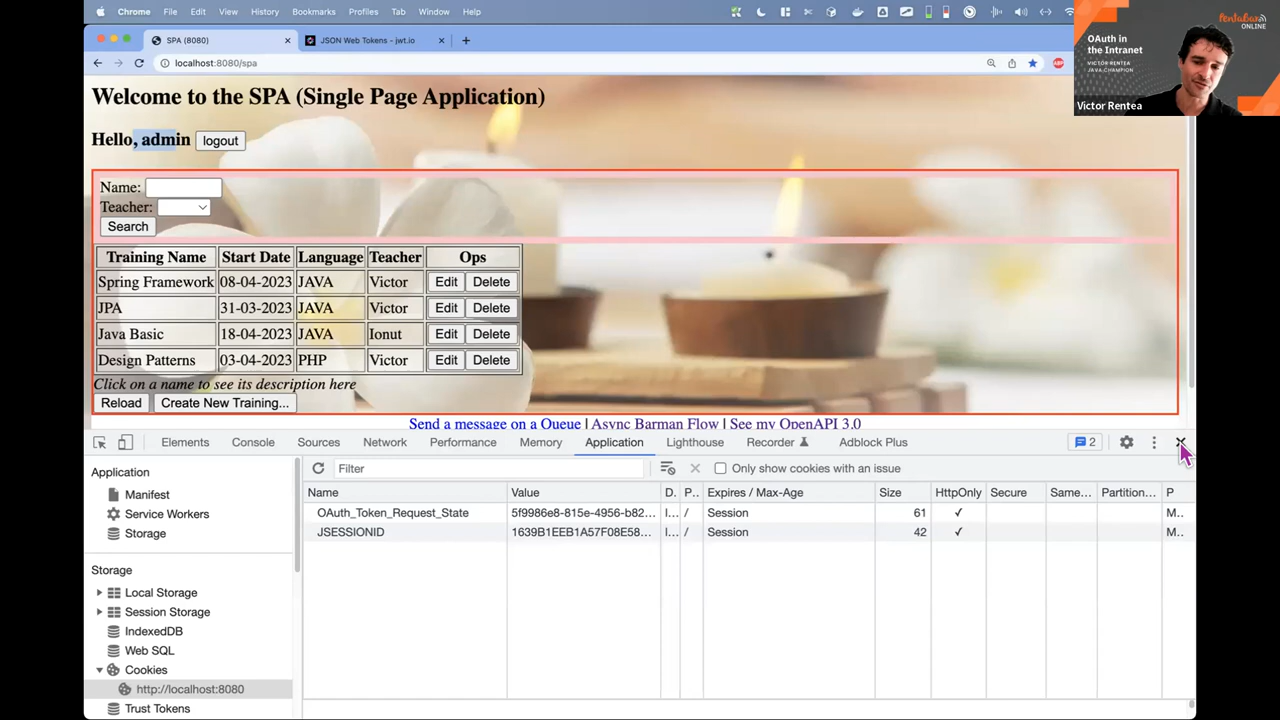 Chrome File Edit View History Bookmarks Profiles Tab Window Help
SPA (8080)
JSON Web Tokens - jwt.io
localhost:8080/spa
ABP
PentaBar
ONLINE
OAuth in
the Intranet
VICTOR RENTEA
JAVA CHAMPION
Victor Rentea
Welcome to the SPA (Single Page Application)
Hello, admin logout
Name:
Teacher:
Search
Training Name Start Date Language Teacher Ops
Spring Framework 08-04-2023 JAVA Victor Edit Delete
JPA 31-03-2023 JAVA Victor Edit Delete
Java Basic 18-04-2023 JAVA Ionut Edit Delete
Design Patterns 03-04-2023 PHP Victor Edit Delete
Click on a name to see its description here
Reload Create New Training...
Send a message on a Queue | Async Barman Flow | See my OpenAPI 3.0
Elements Console Sources Network Performance Memory Application Lighthouse Recorder Adblock Plus 2
Application
Manifest
Service Workers
Storage
Storage
Local Storage
Session Storage
IndexedDB
Web SQL
Cookies
http://localhost:8080
Trust Tokens
Filter Only show cookies with an issue
Name Value D. P.. Expires / Max-Age Size HttpOnly Secure Same... Partition... P
OAuth_Token_Request_State 5f9986e8-815e-4956-b82... l... / Session 61 ✓ M..
JSESSIONID 1639B1EEB1A57F08E58... l... / Session 42 ✓ M..